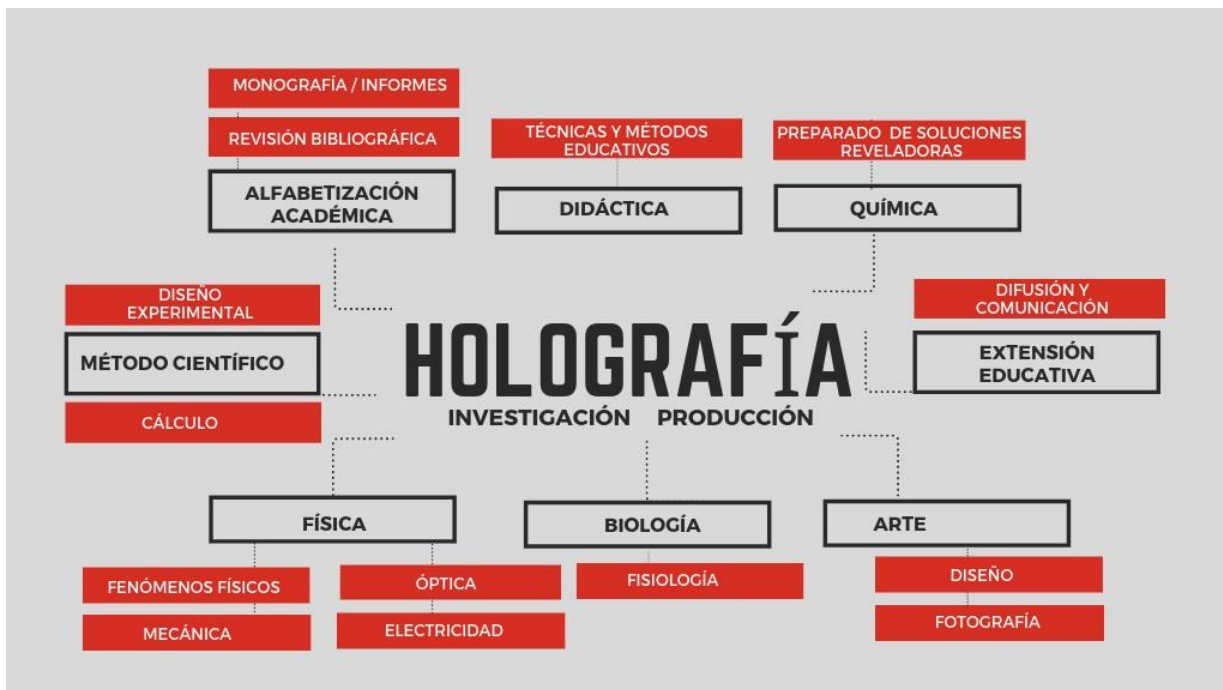 MONOGRAFÍA / INFORMES
REVISIÓN BIBLIOGRÁFICA
ALFABETIZACIÓN
ACADÉMICA
TÉCNICAS Y MÉTODOS
EDUCATIVOS
DIDÁCTICA
PREPARADO DE SOLUCIONES
REVELADORAS
QUÍMICA
DISEÑO
EXPERIMENTAL
MÉTODO CIENTÍFICO
CÁLCULO
HOLOGRAFÍA
INVESTIGACIÓN PRODUCCIÓN
DIFUSIÓN Y
COMUNICACIÓN
EXTENSIÓN
EDUCATIVA
FÍSICA
FENÓMENOS FÍSICOS
MECÁNICA
ÓPTICA
ELECTRICIDAD
BIOLOGÍA
FISIOLOGÍA
ARTE
DISEÑO
FOTOGRAFÍA